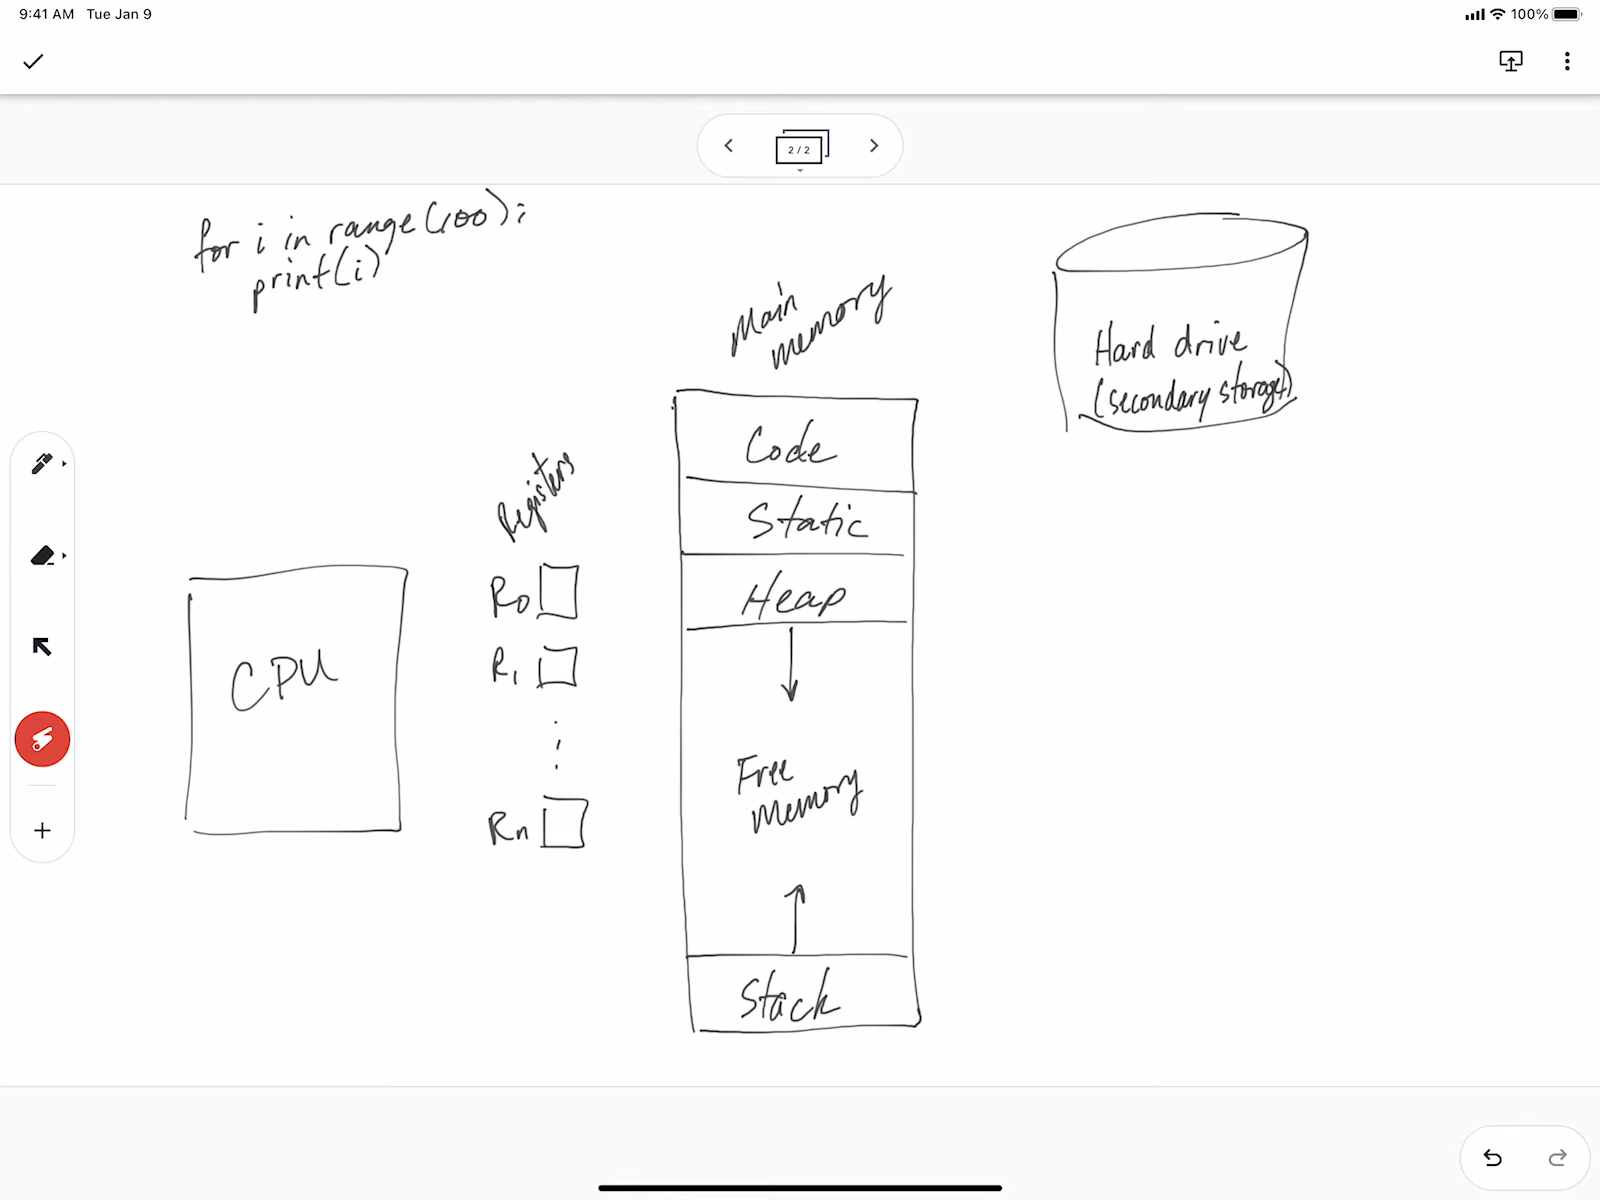 9:41 AM Tue Jan 9
100%
2 / 2
for i in range(100):
print(i)
Main
memory
Hard drive
(secondary storage)
Code
Static
Heap
Free
memory
Stack
Registers
R0
R1
Rn
CPU